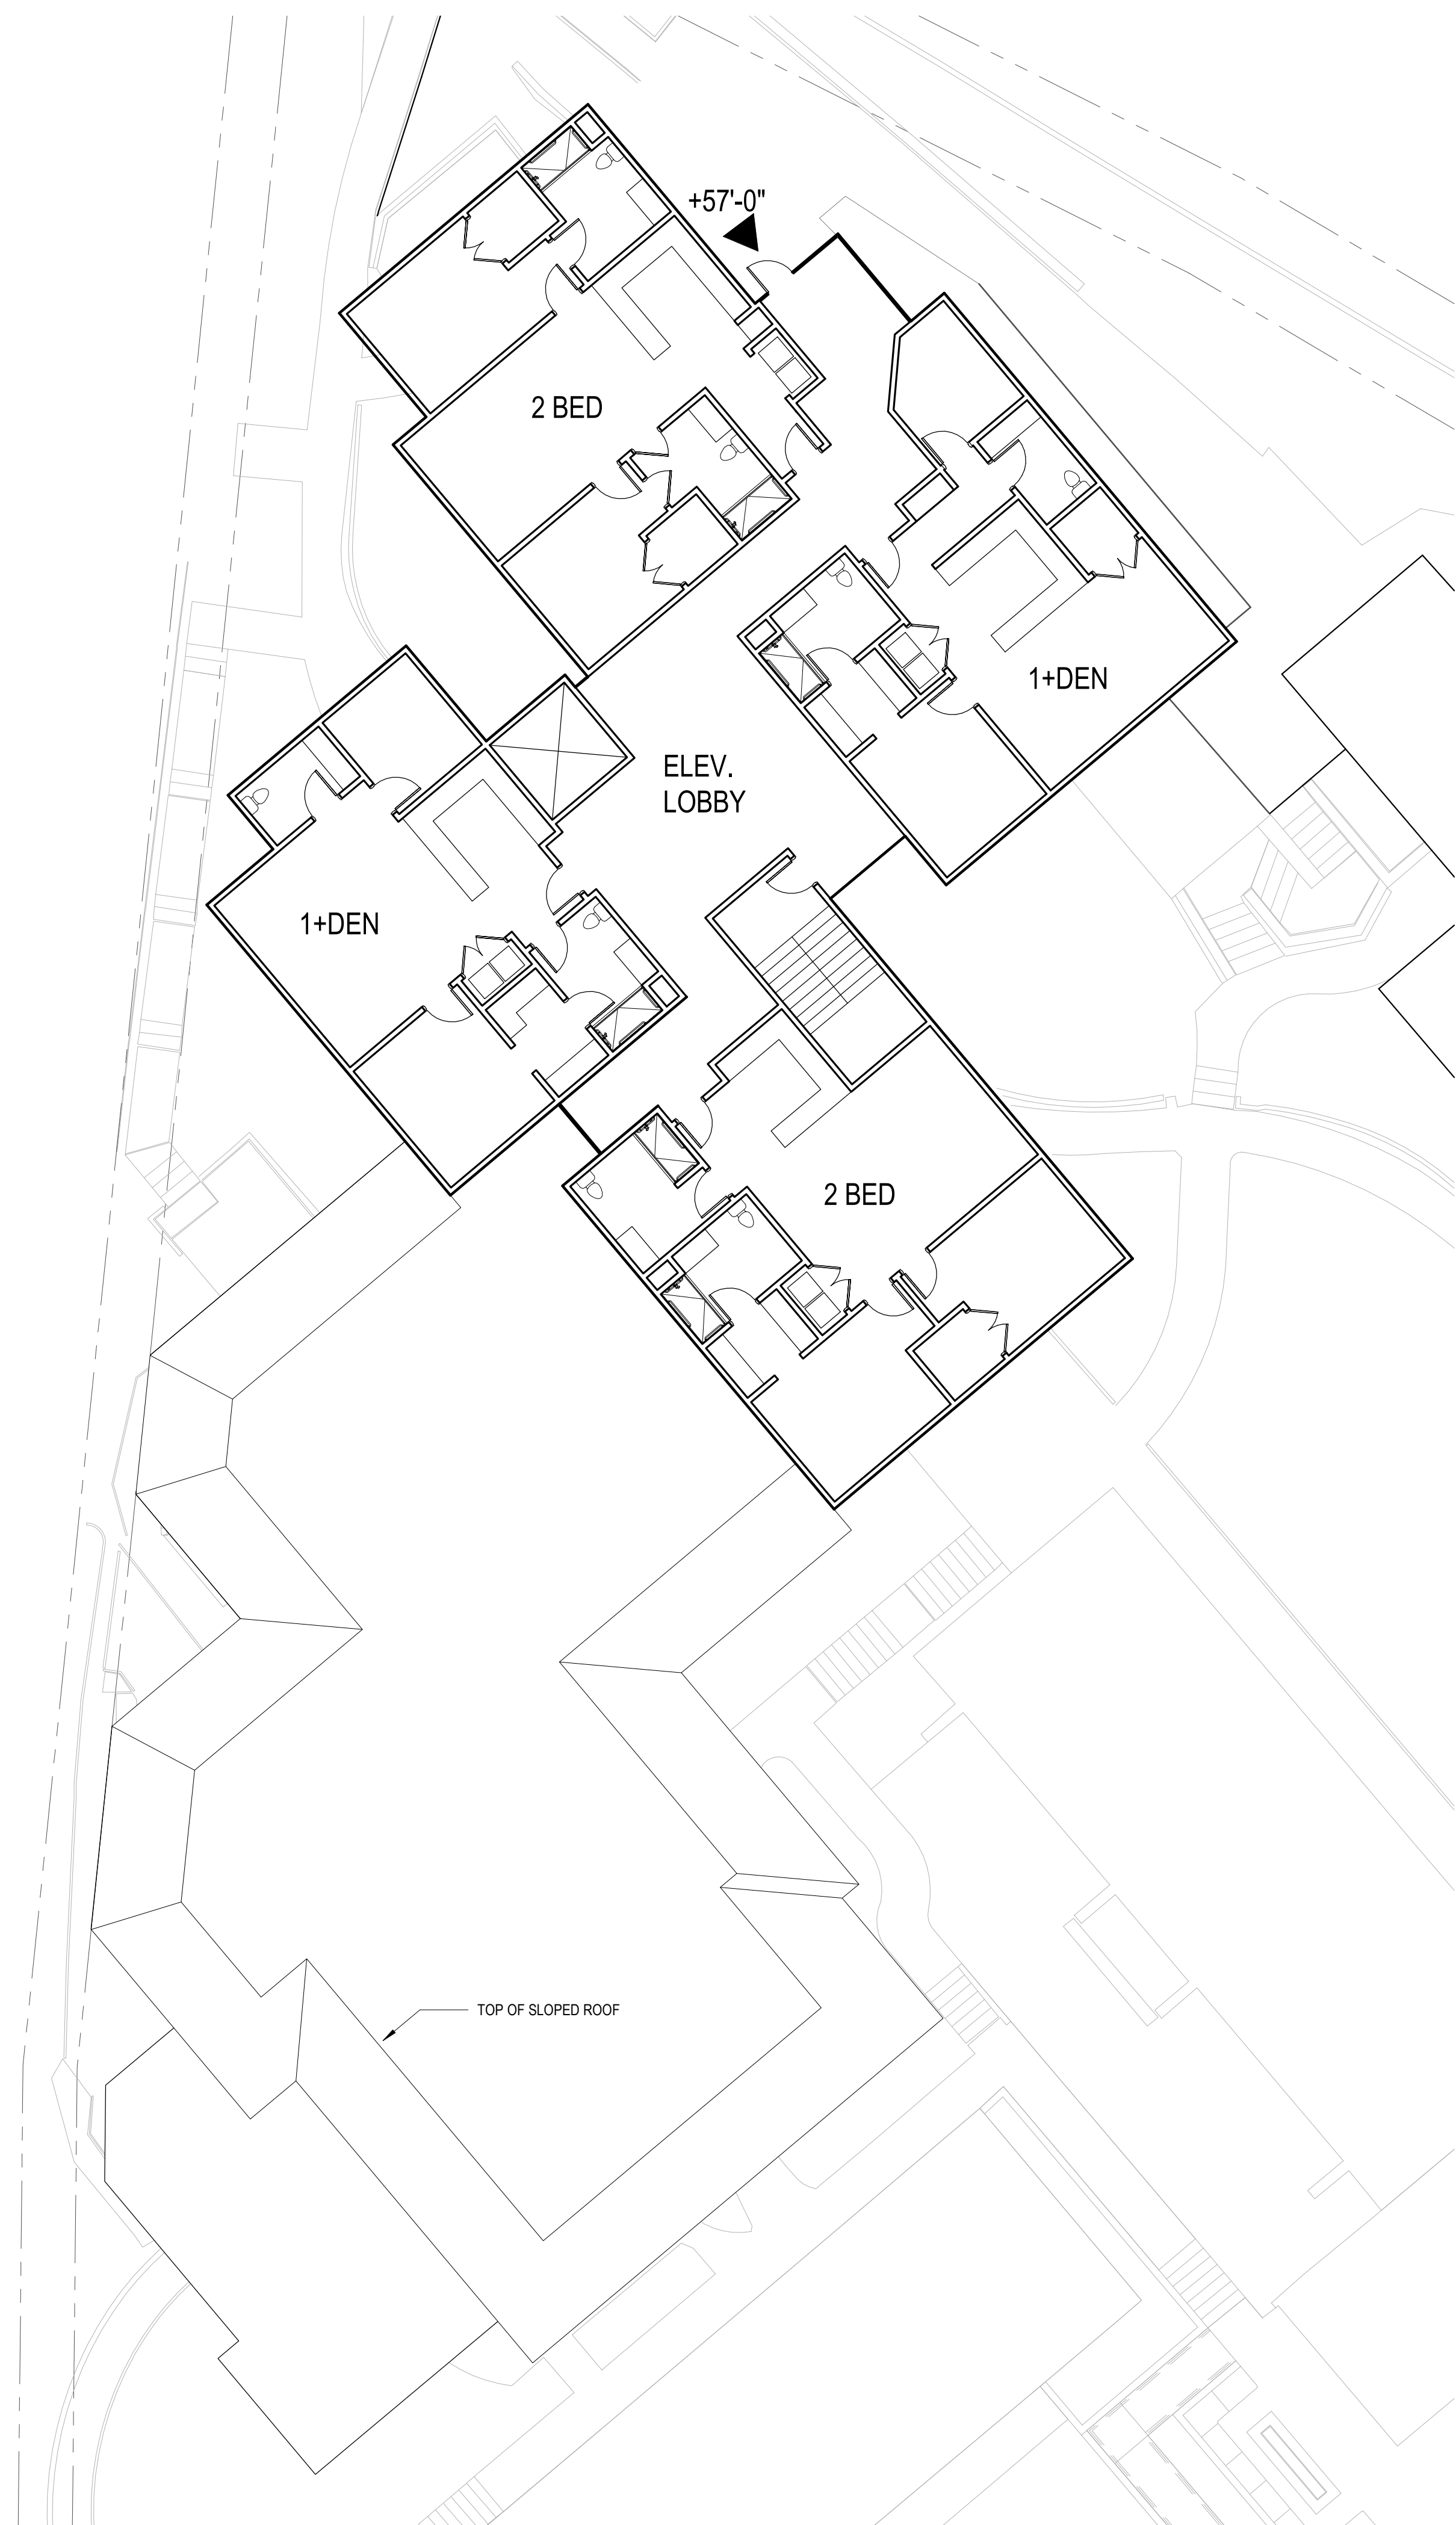 +57'-0"
2 BED
1+DEN
ELEV.
LOBBY
1+DEN
2 BED
TOP OF SLOPED ROOF